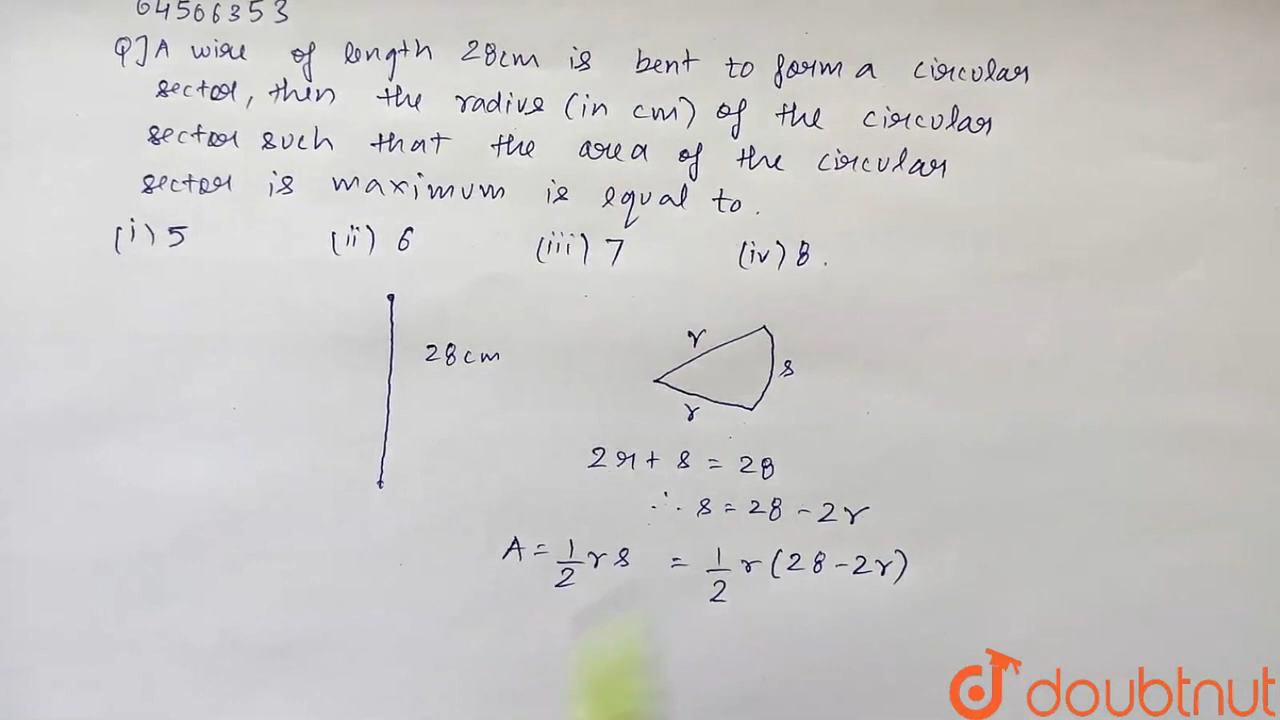 64506353
Q] A wire of length 28cm is bent to form a circular
sector, then the radius (in cm) of the circular
sector such that the area of the circular
sector is maximum is equal to.
(i) 5 (ii) 6 (iii) 7 (iv) 8.
28cm
r
s
r
2r + s = 28
∴ s = 28 - 2r
A = 1/2 r s = 1/2 r (28 - 2r)
doubtnut